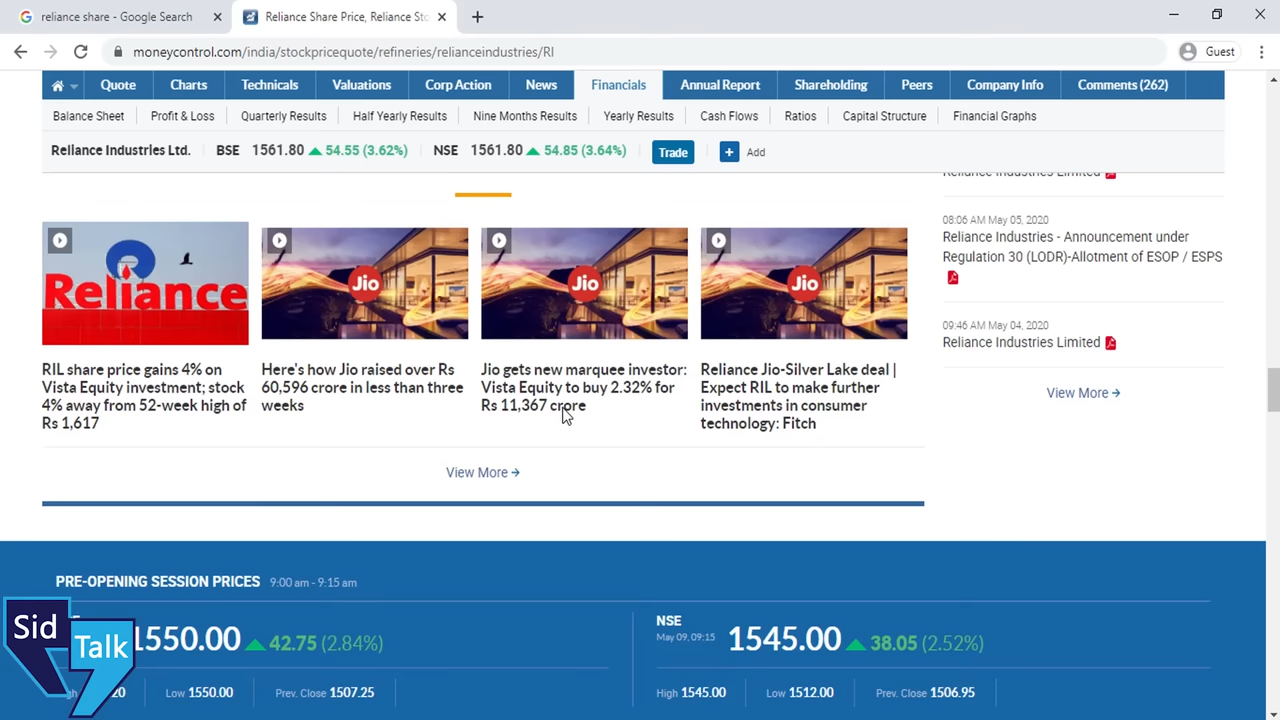 reliance share - Google Search
Reliance Share Price, Reliance Sto
moneycontrol.com/india/stockpricequote/refineries/relianceindustries/RI
Guest
Quote Charts Technicals Valuations Corp Action News Financials Annual Report Shareholding Peers Company Info Comments (262)
Balance Sheet Profit & Loss Quarterly Results Half Yearly Results Nine Months Results Yearly Results Cash Flows Ratios Capital Structure Financial Graphs
Reliance Industries Ltd. BSE 1561.80 54.55 (3.62%) NSE 1561.80 54.85 (3.64%) Trade + Add
Reliance Industries Limited
08:06 AM May 05, 2020
Reliance Industries - Announcement under
Regulation 30 (LODR)-Allotment of ESOP / ESPS
09:46 AM May 04, 2020
Reliance Industries Limited
View More
Reliance
Jio
Jio
Jio
RIL share price gains 4% on
Vista Equity investment; stock
4% away from 52-week high of
Rs 1,617
Here's how Jio raised over Rs
60,596 crore in less than three
weeks
Jio gets new marquee investor:
Vista Equity to buy 2.32% for
Rs 11,367 crore
Reliance Jio-Silver Lake deal |
Expect RIL to make further
investments in consumer
technology: Fitch
View More
PRE-OPENING SESSION PRICES 9:00 am - 9:15 am
1550.00 42.75 (2.84%)
Low 1550.00 Prev. Close 1507.25
NSE
May 09, 09:15
1545.00 38.05 (2.52%)
High 1545.00 Low 1512.00 Prev. Close 1506.95
Sid
Talk